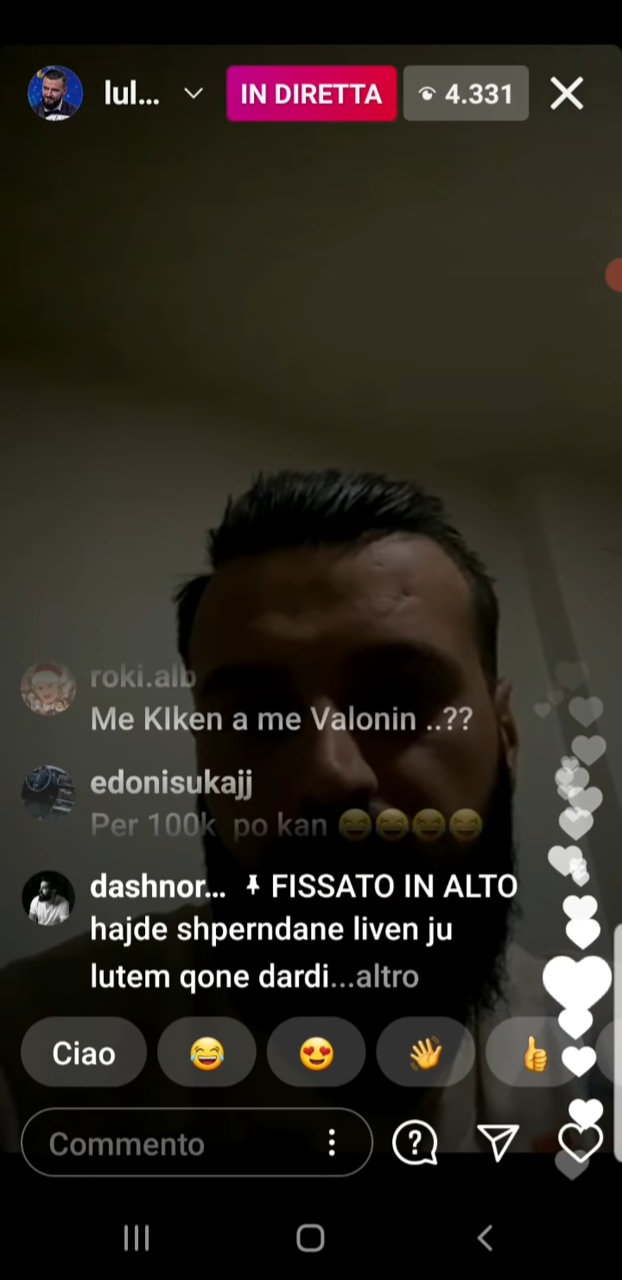 lul...
IN DIRETTA
4.331
roki.alb
Me Klken a me Valonin ..??
edonisukajj
Per 100k po kan 😂😂😂😂
dashnor... FISSATO IN ALTO
hajde shperndane liven ju
lutem qone dardi...altro
Ciao
Commento